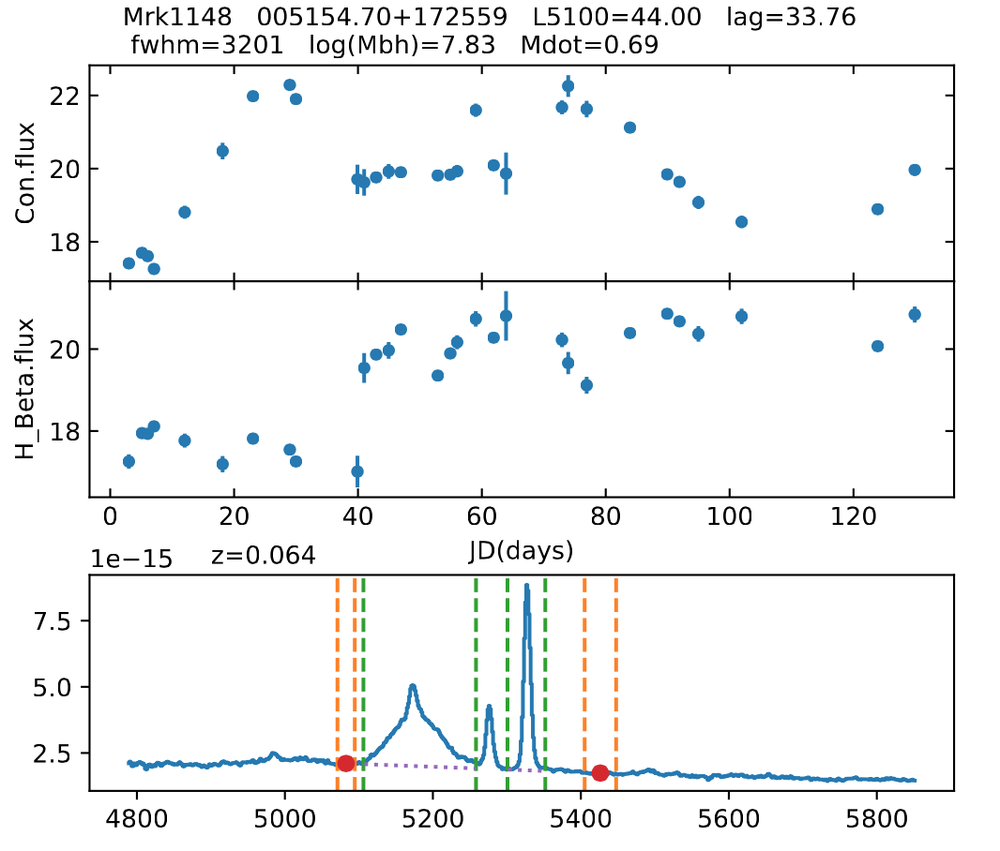 Mrk1148 005154.70+172559 L5100=44.00 lag=33.76
fwhm=3201 log(Mbh)=7.83 Mdot=0.69
Con.flux
22
20
18
H_Beta.flux
20
18
0 20 40 60 80 100 120
JD(days)
1e−15 z=0.064
7.5
5.0
2.5
4800 5000 5200 5400 5600 5800